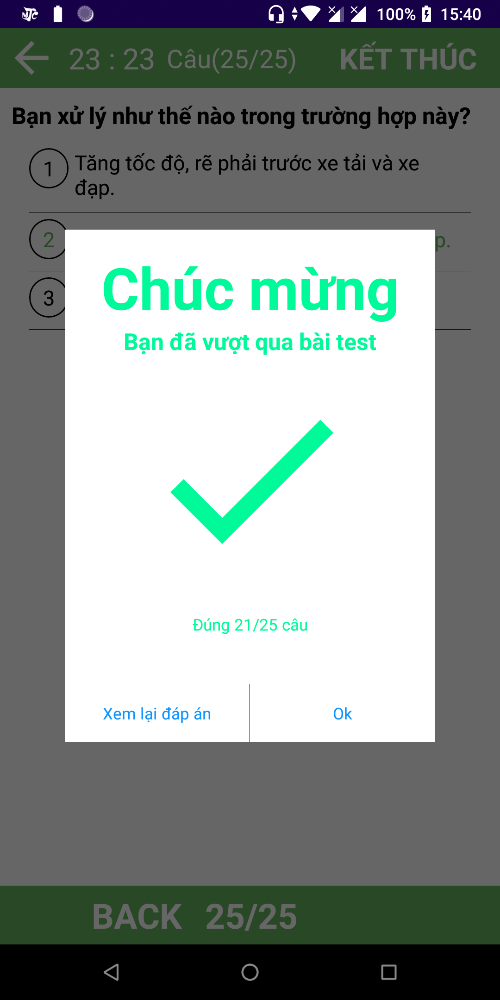 MTC 100% 15:40
23 : 23 Câu(25/25) KẾT THÚC
Bạn xử lý như thế nào trong trường hợp này?
1 Tăng tốc độ, rẽ phải trước xe tải và xe
đạp.
2 p.
3
Chúc mừng
Bạn đã vượt qua bài test
Đúng 21/25 câu
Xem lại đáp án Ok
BACK 25/25